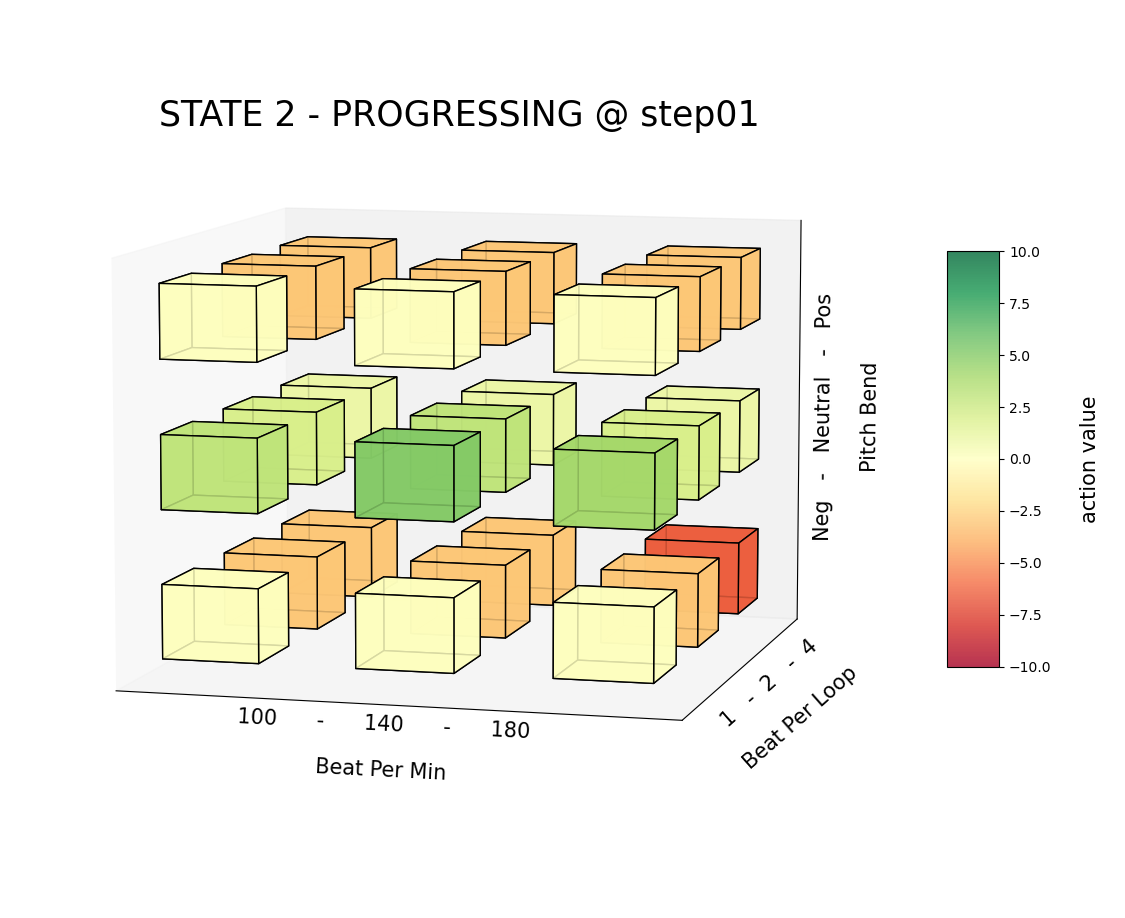 STATE 2 - PROGRESSING @ step01
Neg - Neutral - Pos
Pitch Bend
100 - 140 - 180
Beat Per Min
1 - 2 - 4
Beat Per Loop
10.0
7.5
5.0
2.5
0.0
−2.5
−5.0
−7.5
−10.0
action value